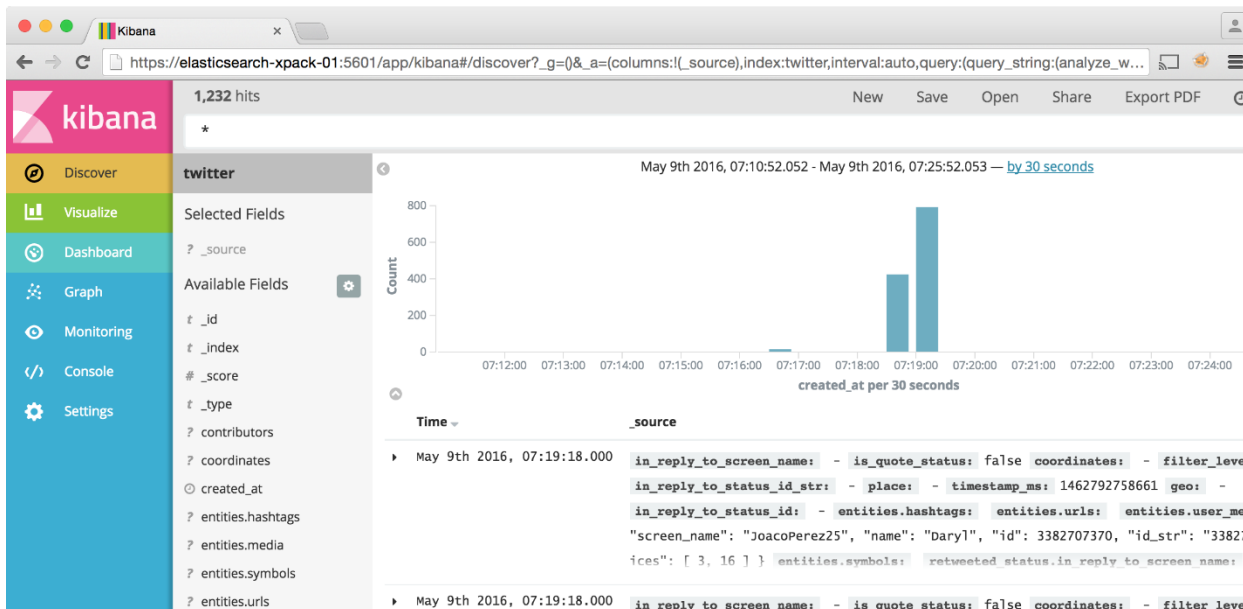 Kibana
https://elasticsearch-xpack-01:5601/app/kibana#/discover?_g=()&_a=(columns:!(_source),index:twitter,interval:auto,query:(query_string:(analyze_w...
kibana
Discover
Visualize
Dashboard
Graph
Monitoring
Console
Settings
1,232 hits
New Save Open Share Export PDF
*
twitter
Selected Fields
? _source
Available Fields
t _id
t _index
# _score
t _type
? contributors
? coordinates
created_at
? entities.hashtags
? entities.media
? entities.symbols
? entities.urls
May 9th 2016, 07:10:52.052 - May 9th 2016, 07:25:52.053 — by 30 seconds
Count
800
600
400
200
0
07:12:00 07:13:00 07:14:00 07:15:00 07:16:00 07:17:00 07:18:00 07:19:00 07:20:00 07:21:00 07:22:00 07:23:00 07:24:00
created_at per 30 seconds
Time _source
May 9th 2016, 07:19:18.000 in_reply_to_screen_name: - is_quote_status: false coordinates: - filter_leve
in_reply_to_status_id_str: - place: - timestamp_ms: 1462792758661 geo: -
in_reply_to_status_id: - entities.hashtags: entities.urls: entities.user_me
"screen_name": "JoacoPerez25", "name": "Daryl", "id": 3382707370, "id_str": "3382
ices": [ 3, 16 ] } entities.symbols: retweeted_status.in_reply_to_screen_name:
May 9th 2016, 07:19:18.000 in_reply_to_screen_name: - is_quote_status: false coordinates: - filter_leve